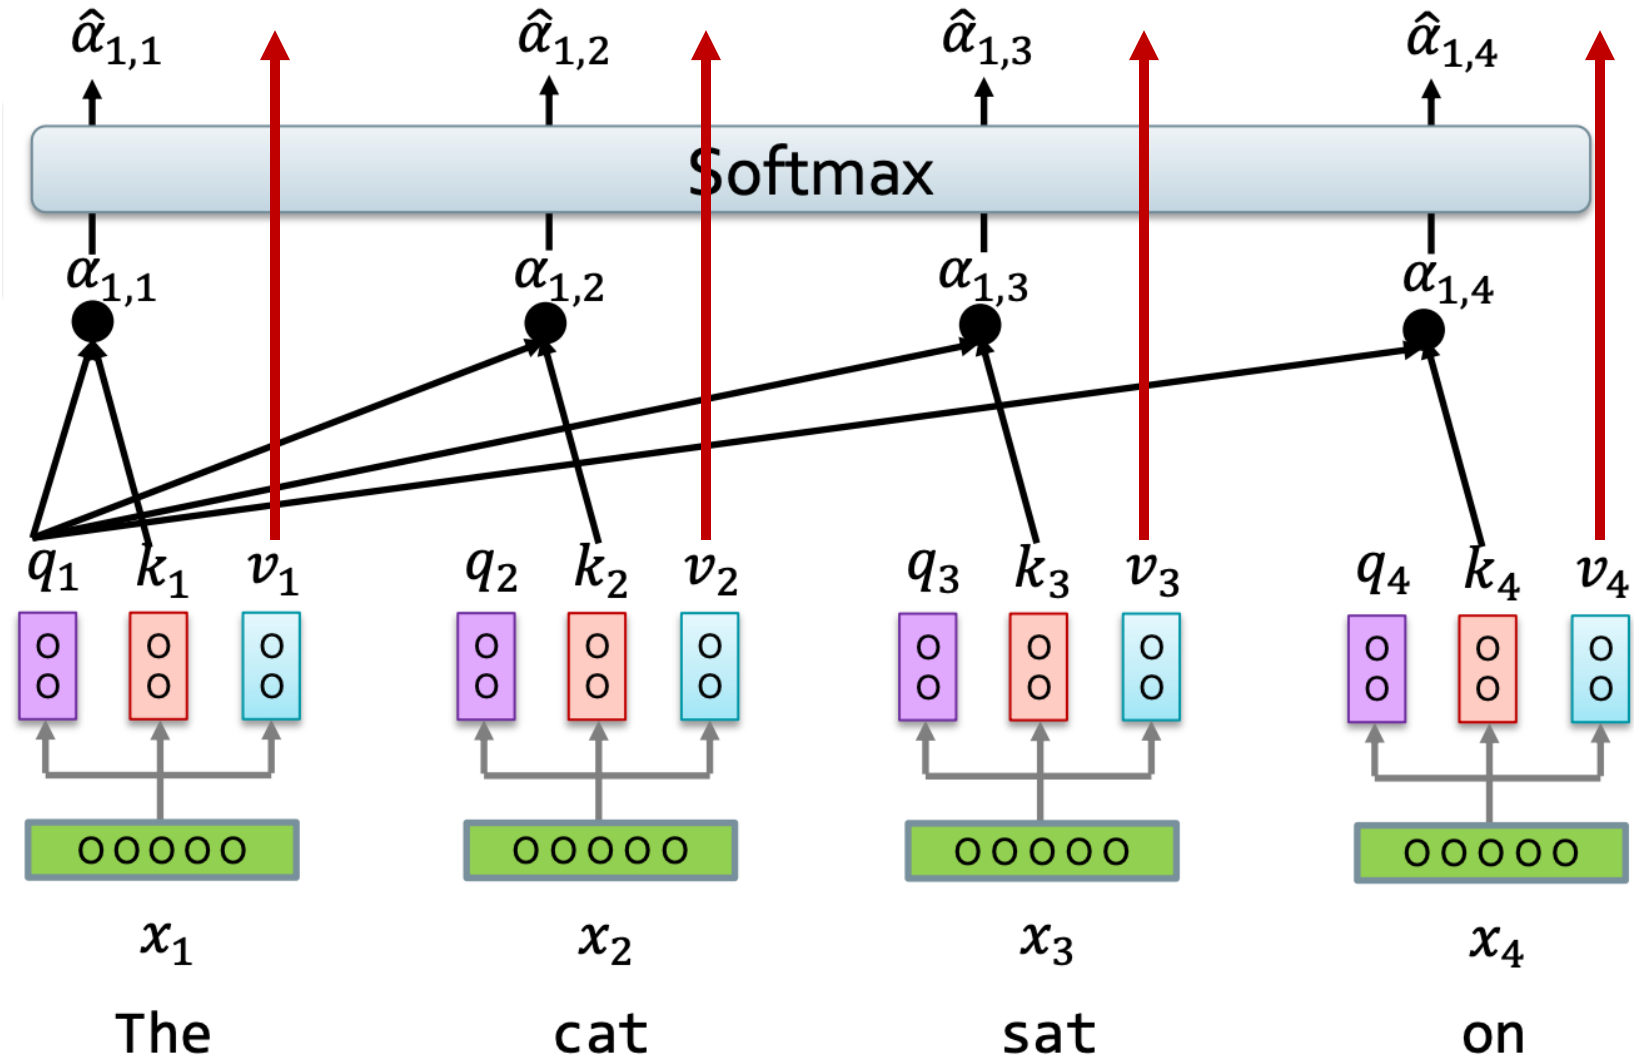 α̂₁,₁ α̂₁,₂ α̂₁,₃ α̂₁,₄
Softmax
α₁,₁ α₁,₂ α₁,₃ α₁,₄
q₁ k₁ v₁ q₂ k₂ v₂ q₃ k₃ v₃ q₄ k₄ v₄
x₁ x₂ x₃ x₄
The cat sat on